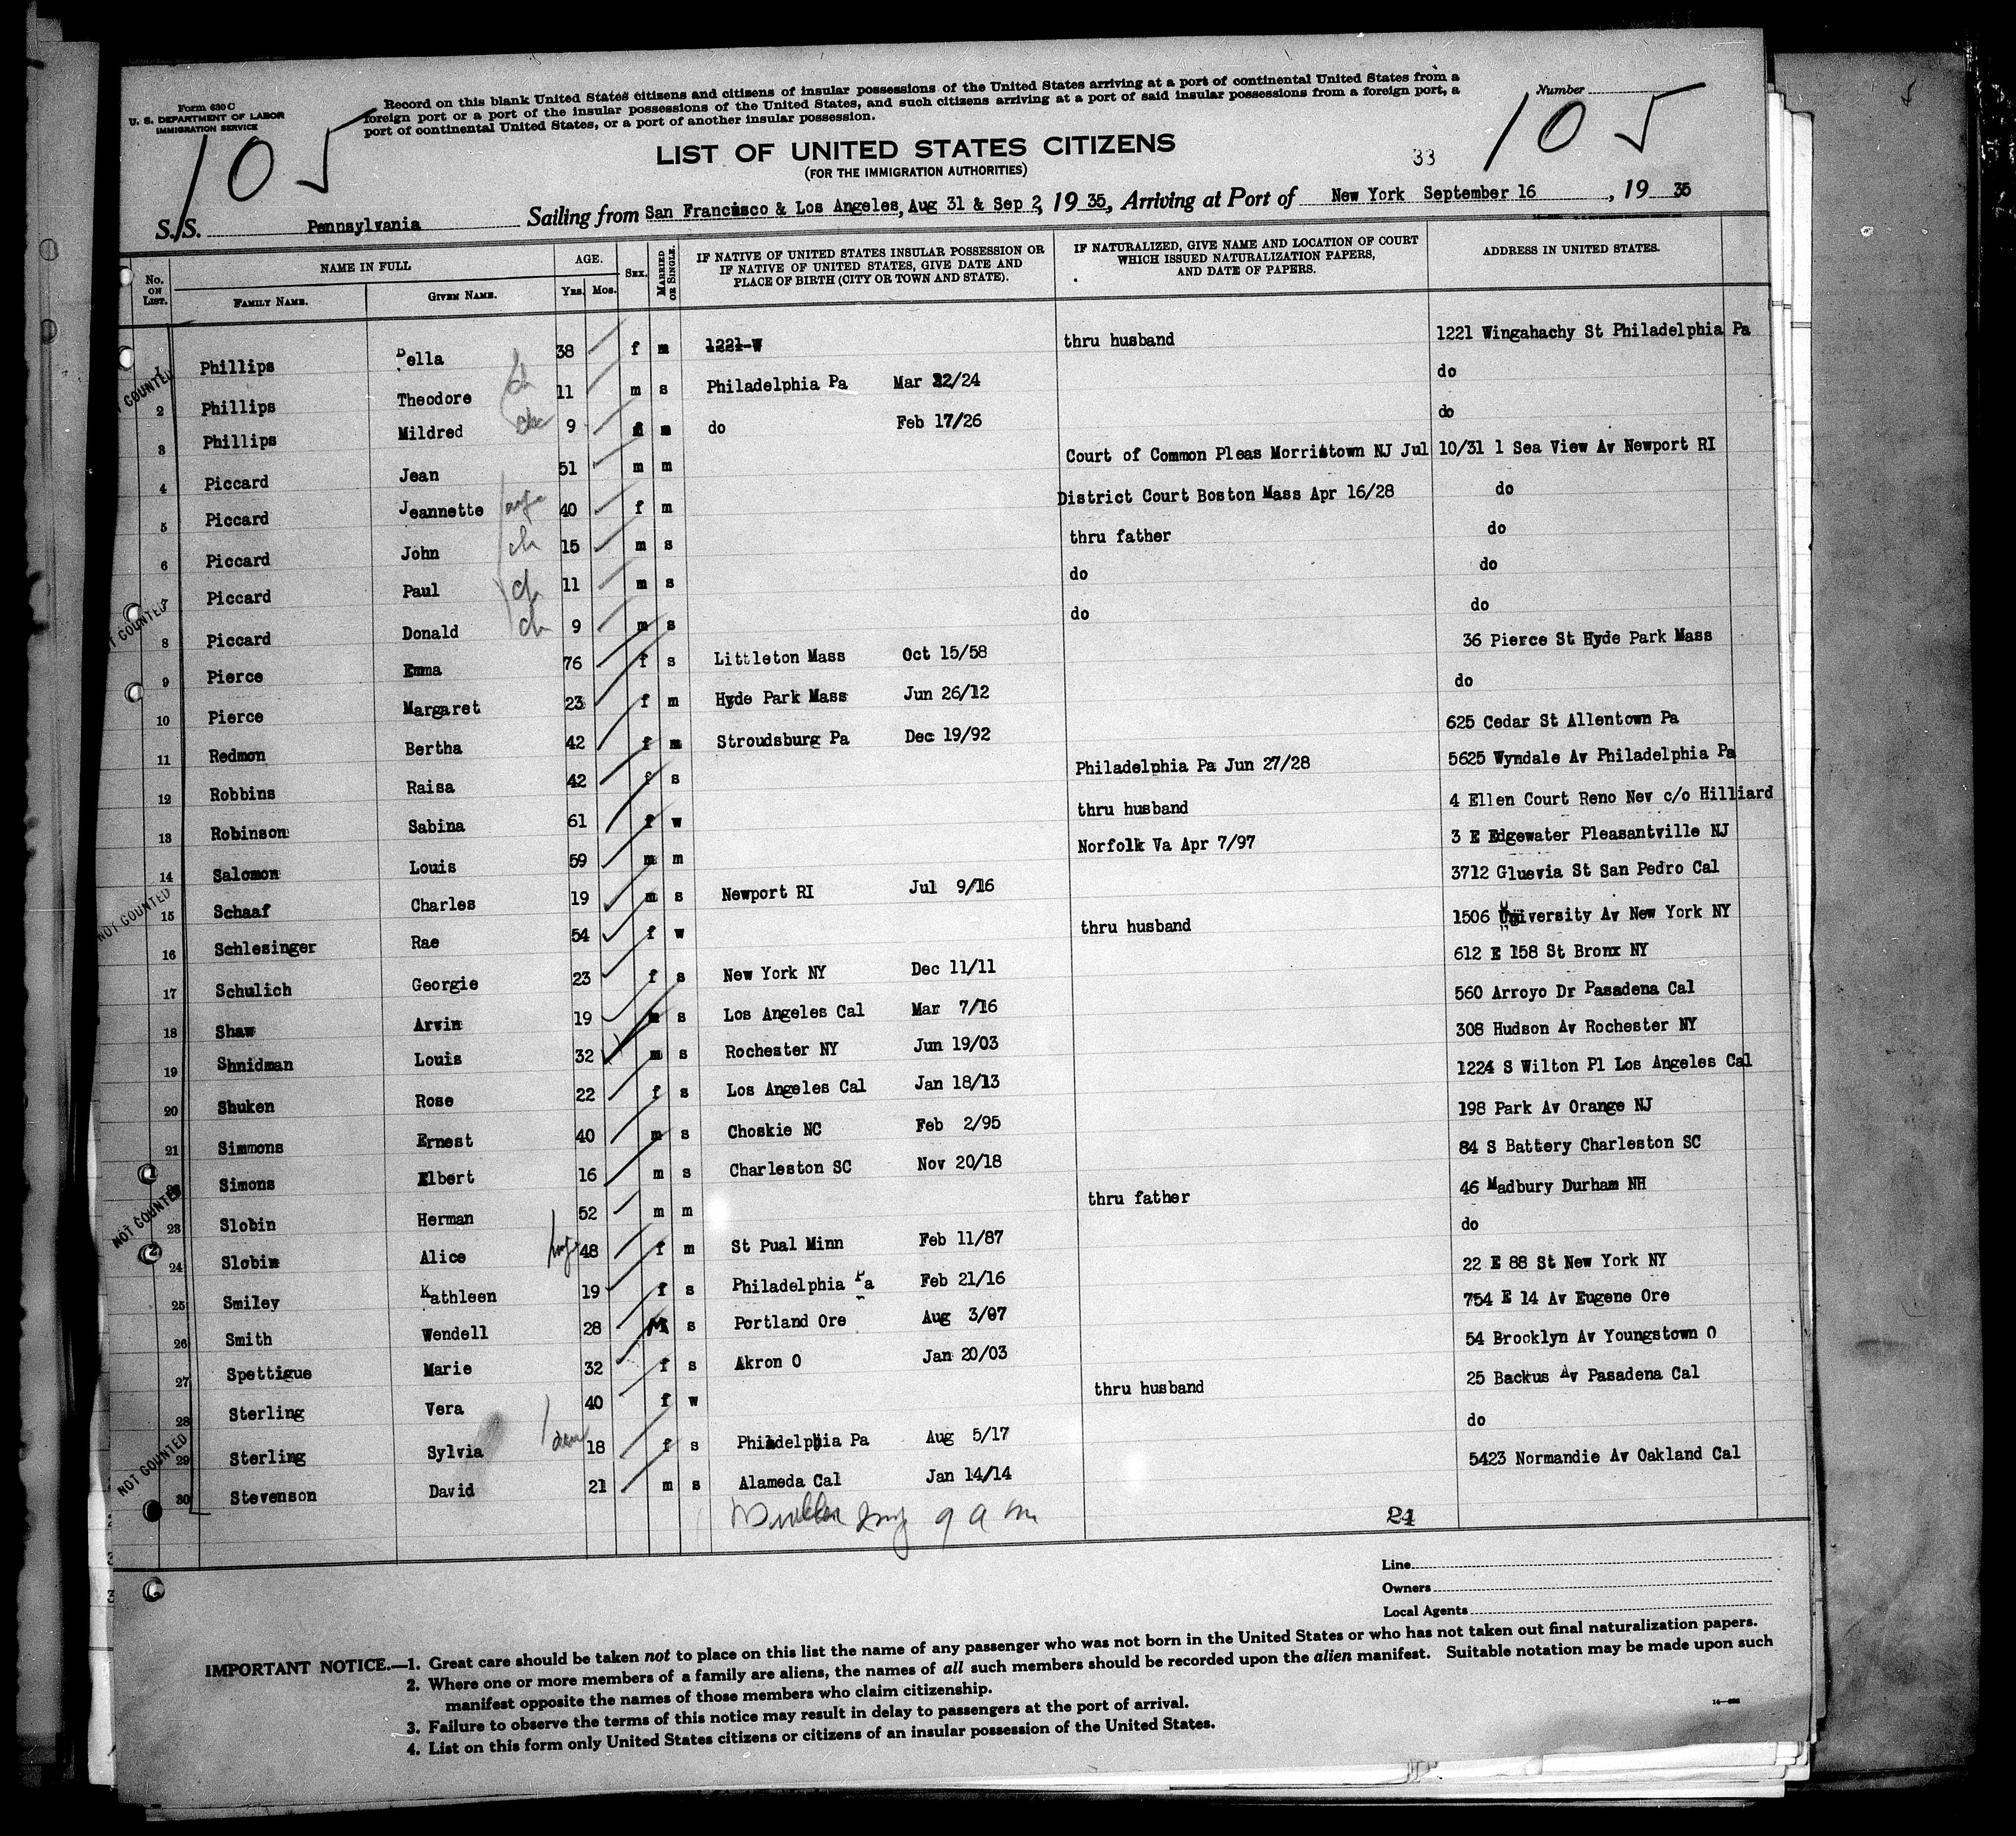 Form 630 C
U. S. DEPARTMENT OF LABOR
IMMIGRATION SERVICE
105
Record on this blank United States citizens and citizens of insular possessions of the United States arriving at a port of continental United States from a
foreign port or a port of the insular possessions of the United States, and such citizens arriving at a port of said insular possessions from a foreign port, a
port of continental United States, or a port of another insular possession.
Number
105
LIST OF UNITED STATES CITIZENS
(FOR THE IMMIGRATION AUTHORITIES)
33
S. S. Pennsylvania Sailing from San Francisco & Los Angeles, Aug 31 & Sep 2, 19 35, Arriving at Port of New York September 16, 19 35
No. ON LIST. NAME IN FULL FAMILY NAME. GIVEN NAME. AGE. YRS. MOS. SEX. MARRIED OR SINGLE. IF NATIVE OF UNITED STATES INSULAR POSSESSION OR IF NATIVE OF UNITED STATES, GIVE DATE AND PLACE OF BIRTH (CITY OR TOWN AND STATE). IF NATURALIZED, GIVE NAME AND LOCATION OF COURT WHICH ISSUED NATURALIZATION PAPERS, AND DATE OF PAPERS. ADDRESS IN UNITED STATES.
1 Phillips Della 38 f m 1221-W thru husband 1221 Wingahachy St Philadelphia Pa
2 Phillips Theodore ch 11 m s Philadelphia Pa Mar 22/24 do
3 Phillips Mildred 9 f do Feb 17/26 do
4 Piccard Jean 51 m m Court of Common Pleas Morristown NJ Jul 10/31 1 Sea View Av Newport RI
5 Piccard Jeannette 40 f m District Court Boston Mass Apr 16/28 do
6 Piccard John ch 15 m s thru father do
7 Piccard Paul ch 11 m s do do
8 Piccard Donald ch 9 m s do do
9 Pierce Emma 76 f s Littleton Mass Oct 15/58 36 Pierce St Hyde Park Mass
10 Pierce Margaret 23 f m Hyde Park Mass Jun 26/12 do
11 Redmon Bertha 42 f m Stroudsburg Pa Dec 19/92 625 Cedar St Allentown Pa
12 Robbins Raisa 42 f s Philadelphia Pa Jun 27/28 5625 Wyndale Av Philadelphia Pa
13 Robinson Sabina 61 f w thru husband 4 Ellen Court Reno Nev c/o Hilliard
14 Salomon Louis 59 m m Norfolk Va Apr 7/97 3 E Edgewater Pleasantville NJ
15 Schaaf Charles 19 m s Newport RI Jul 9/16 3712 Gluevia St San Pedro Cal
16 Schlesinger Rae 54 f w thru husband 1506 University Av New York NY
17 Schulich Georgie 23 f s New York NY Dec 11/11 612 E 158 St Bronx NY
18 Shaw Arvin 19 m s Los Angeles Cal Mar 7/16 560 Arroyo Dr Pasadena Cal
19 Shnidman Louis 32 m s Rochester NY Jun 19/03 308 Hudson Av Rochester NY
20 Shuken Rose 22 f s Los Angeles Cal Jan 18/13 1224 S Wilton Pl Los Angeles Cal
21 Simmons Ernest 40 m s Choskie NC Feb 2/95 198 Park Av Orange NJ
22 Simons Elbert 16 m s Charleston SC Nov 20/18 84 S Battery Charleston SC
23 Slobin Herman 52 m m thru father 46 Madbury Durham NH
24 Slobin Alice 48 f m St Pual Minn Feb 11/87 do
25 Smiley Kathleen 19 f s Philadelphia Pa Feb 21/16 22 E 88 St New York NY
26 Smith Wendell 28 M s Portland Ore Aug 3/07 754 E 14 Av Eugene Ore
27 Spettigue Marie 32 f s Akron O Jan 20/03 54 Brooklyn Av Youngstown O
28 Sterling Vera 40 f w thru husband 25 Backus Av Pasadena Cal
29 Sterling Sylvia 18 f s Philadelphia Pa Aug 5/17 do
30 Stevenson David 21 m s Alameda Cal Jan 14/14 5423 Normandie Av Oakland Cal
NOT COUNTED
NOT COUNTED
NOT COUNTED
NOT COUNTED
NOT COUNTED
9 a m
21
Line
Owners
Local Agents
IMPORTANT NOTICE.—1. Great care should be taken not to place on this list the name of any passenger who was not born in the United States or who has not taken out final naturalization papers.
2. Where one or more members of a family are aliens, the names of all such members should be recorded upon the alien manifest. Suitable notation may be made upon such
manifest opposite the names of those members who claim citizenship.
3. Failure to observe the terms of this notice may result in delay to passengers at the port of arrival.
4. List on this form only United States citizens or citizens of an insular possession of the United States.